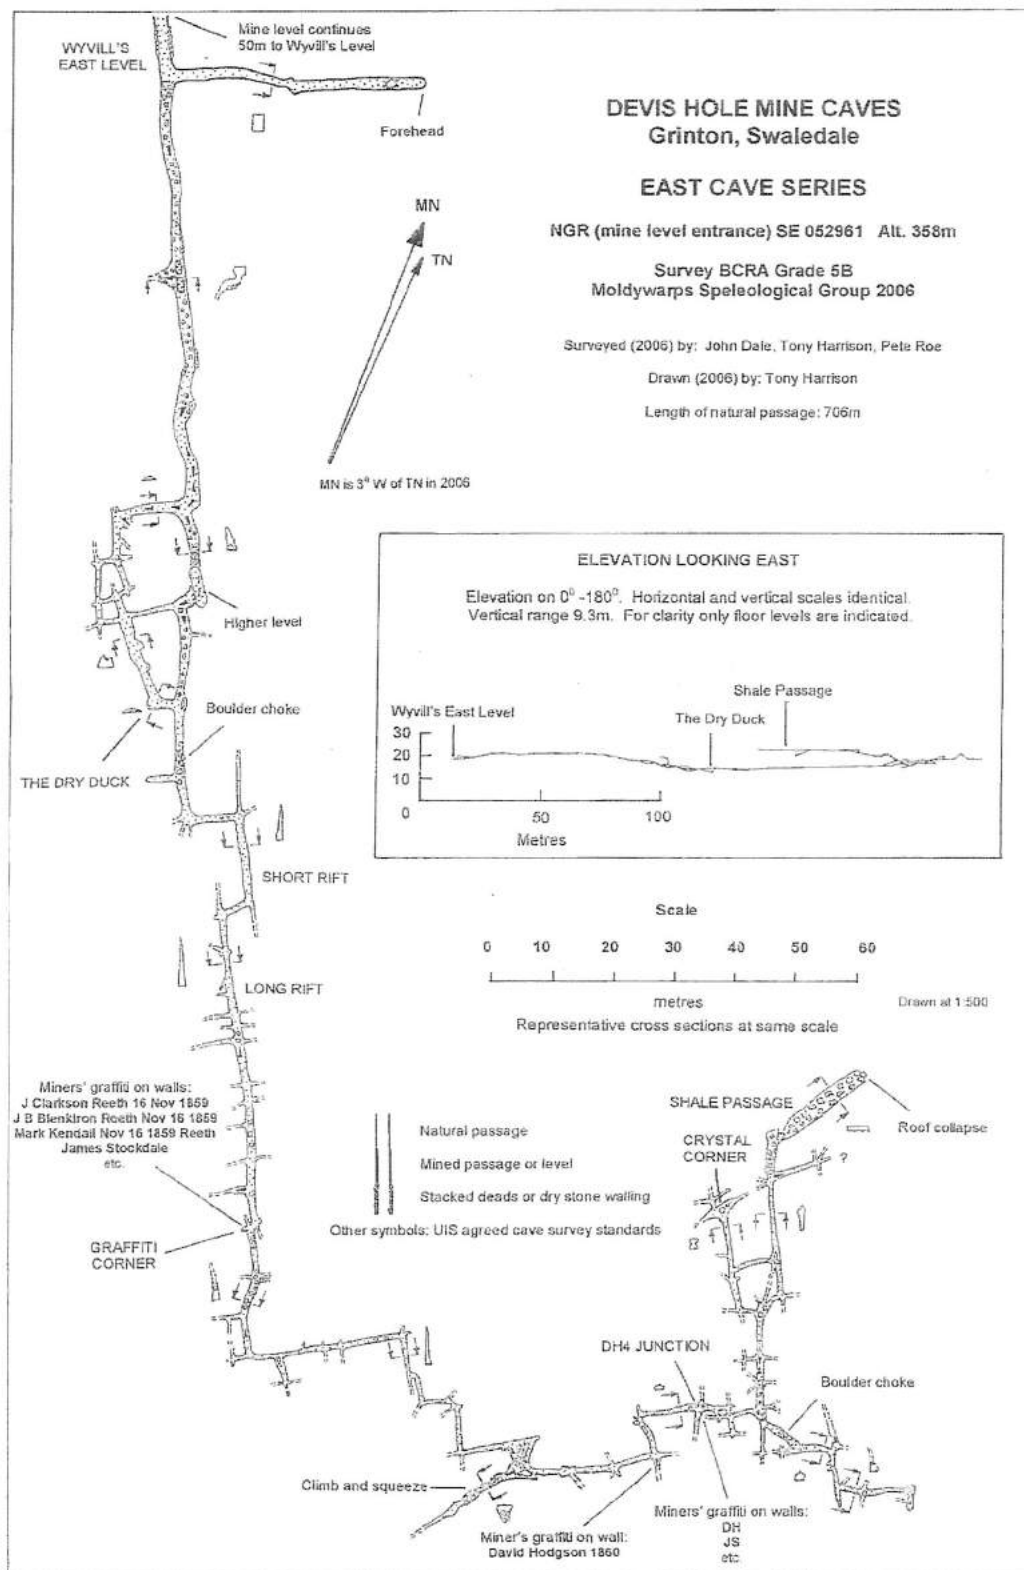 Mine level continues
50m to Wyvill's Level
WYVILL'S
EAST LEVEL
Forehead
DEVIS HOLE MINE CAVES
Grinton, Swaledale
EAST CAVE SERIES
NGR (mine level entrance) SE 052961 Alt. 358m
Survey BCRA Grade 5B
Moldywarps Speleological Group 2006
Surveyed (2006) by: John Dale, Tony Harrison, Pete Roe
Drawn (2006) by: Tony Harrison
Length of natural passage: 706m
MN
TN
MN is 3° W of TN in 2006
Higher level
Boulder choke
THE DRY DUCK
SHORT RIFT
LONG RIFT
ELEVATION LOOKING EAST
Elevation on 0° -180°. Horizontal and vertical scales identical.
Vertical range 9.3m. For clarity only floor levels are indicated.
Shale Passage
Wyvill's East Level
The Dry Duck
30
20
10
0
50
100
Metres
Scale
0 10 20 30 40 50 60
metres
Drawn at 1:500
Representative cross sections at same scale
Miners' graffiti on walls:
J Clarkson Reeth 16 Nov 1859
J B Blenkiron Reeth Nov 16 1859
Mark Kendall Nov 16 1859 Reeth
James Stockdale
etc.
GRAFFITI
CORNER
Natural passage
Mined passage or level
Stacked deads or dry stone walling
Other symbols: UIS agreed cave survey standards
SHALE PASSAGE
Roof collapse
CRYSTAL
CORNER
?
DH4 JUNCTION
Boulder choke
Climb and squeeze
Miner's graffiti on wall:
David Hodgson 1860
Miners' graffiti on walls:
DH
JS
etc.